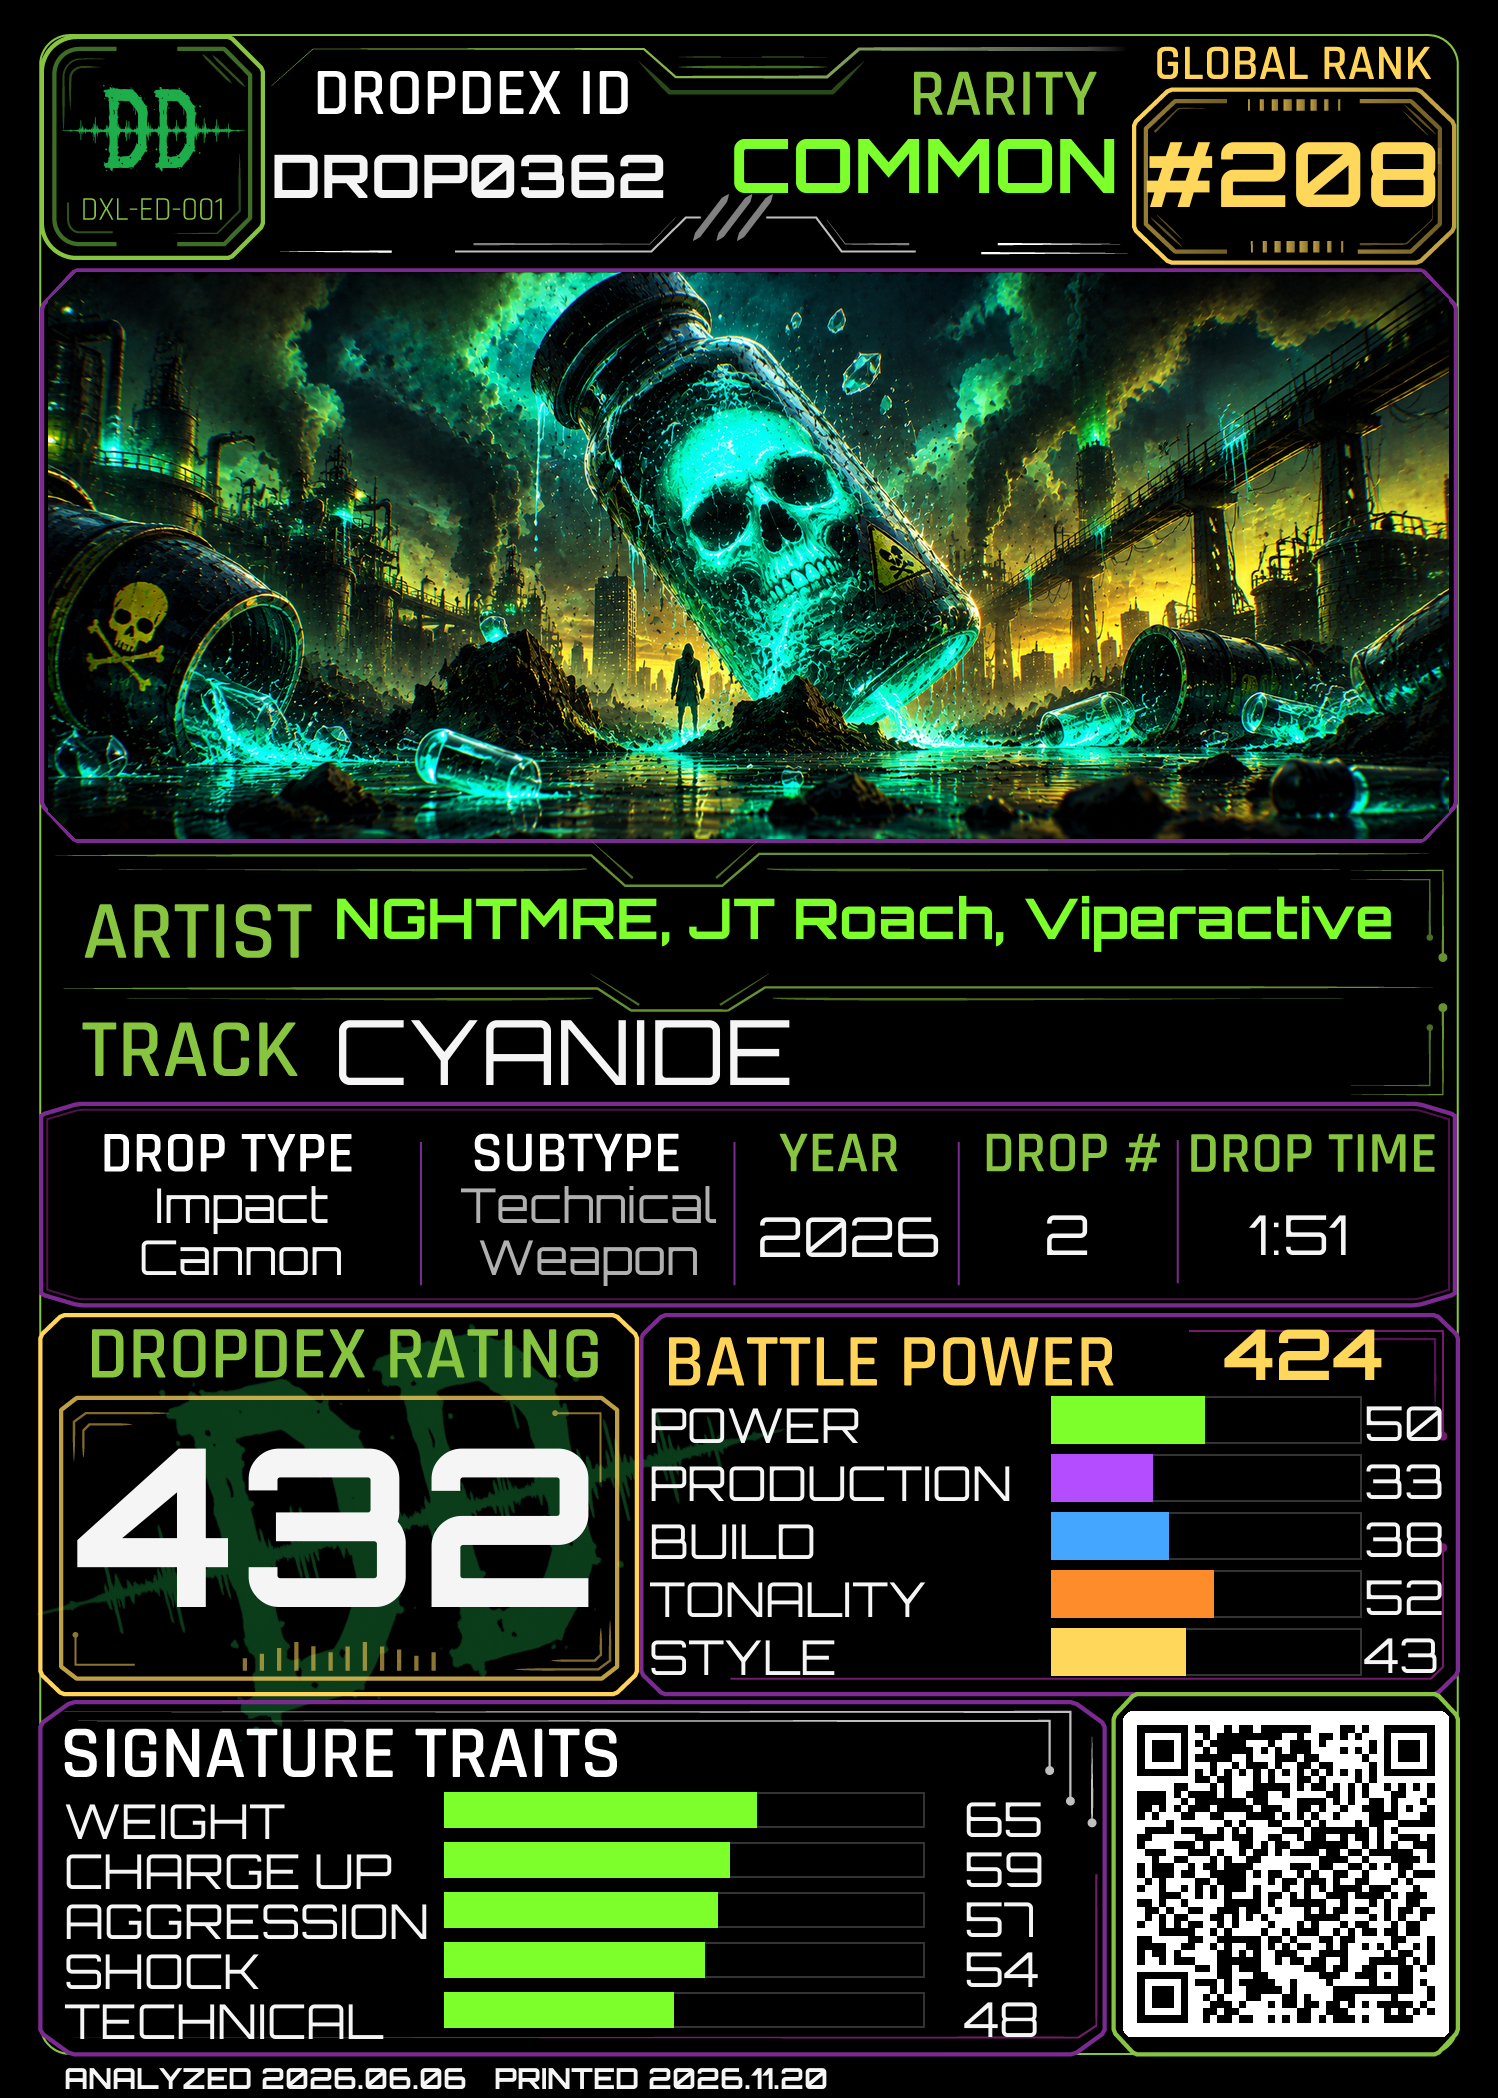 DD
DXL-ED-001
DROPDEX ID
DROP0362
RARITY
COMMON
GLOBAL RANK
#208
ARTIST NGHTMRE, JT Roach, Viperactive
TRACK CYANIDE
DROP TYPE
Impact
Cannon
SUBTYPE
Technical
Weapon
YEAR
2026
DROP #
2
DROP TIME
1:51
DROPDEX RATING
432
BATTLE POWER 424
POWER 50
PRODUCTION 33
BUILD 38
TONALITY 52
STYLE 43
SIGNATURE TRAITS
WEIGHT 65
CHARGE UP 59
AGGRESSION 57
SHOCK 54
TECHNICAL 48
ANALYZED 2026.06.06 PRINTED 2026.11.20